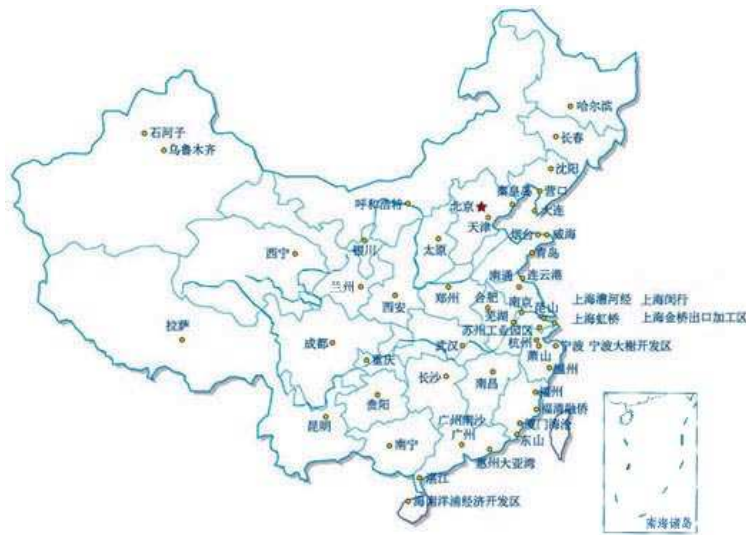 哈尔滨
长春
石河子
乌鲁木齐
沈阳
秦皇岛 营口
呼和浩特
北京
大连
天津
烟台 威海
银川
太原
西宁
青岛
南通 连云港
兰州
郑州
合肥
西安
南京 昆山
上海漕河经 上海闵行
芜湖
上海虹桥 上海金桥出口加工区
拉萨
苏州工业园区
成都
武汉
杭州
宁波 宁波大榭开发区
萧山
重庆
温州
长沙
南昌
贵阳
福州
福清融桥
昆明
广州南沙
厦门海沧
广州
东山
南宁
惠州大亚湾
湛江
海南洋浦经济开发区
南海诸岛